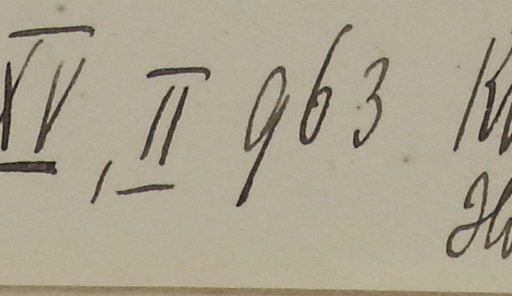 XV, II 963